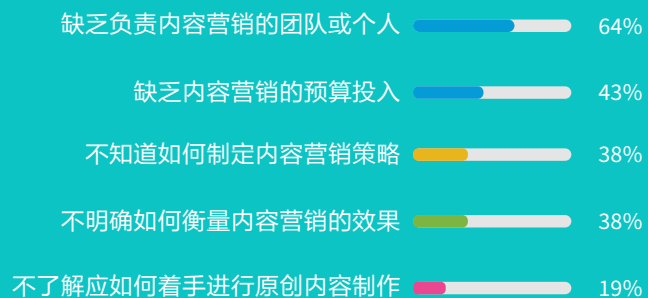 缺乏负责内容营销的团队或个人 64%
缺乏内容营销的预算投入 43%
不知道如何制定内容营销策略 38%
不明确如何衡量内容营销的效果 38%
不了解应如何着手进行原创内容制作 19%